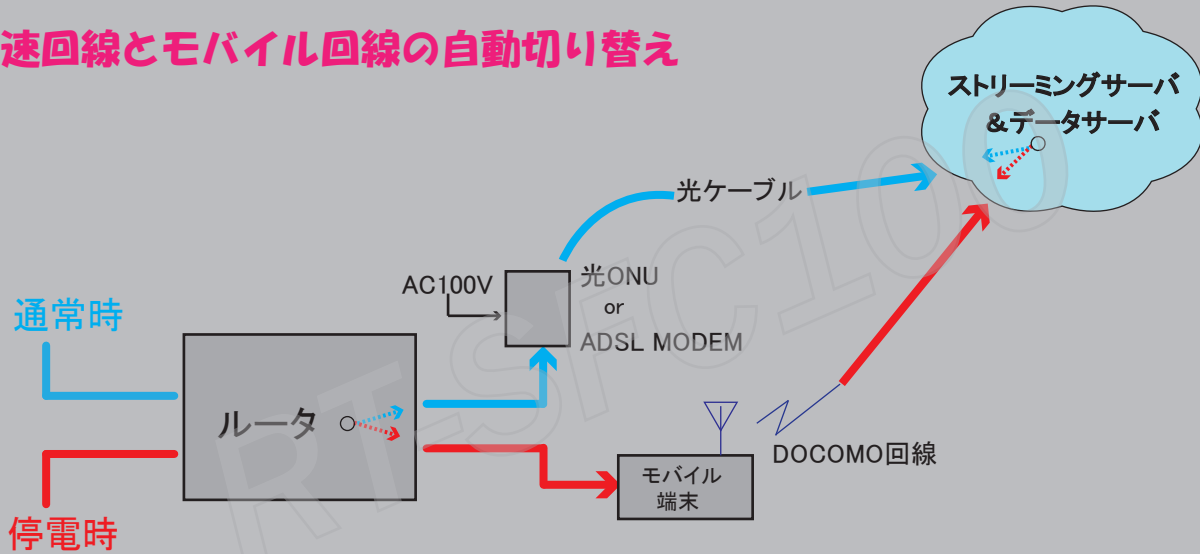 速回線とモバイル回線の自動切り替え
ストリーミングサーバ
&データサーバ
光ケーブル
AC100V
光ONU
or
ADSL MODEM
通常時
ルータ
DOCOMO回線
モバイル
端末
停電時
RT-SFC100